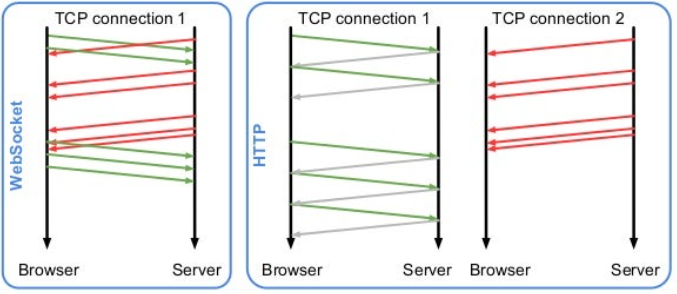 TCP connection 1
WebSocket
Browser
Server
TCP connection 1
TCP connection 2
HTTP
Browser
Server
Browser
Server